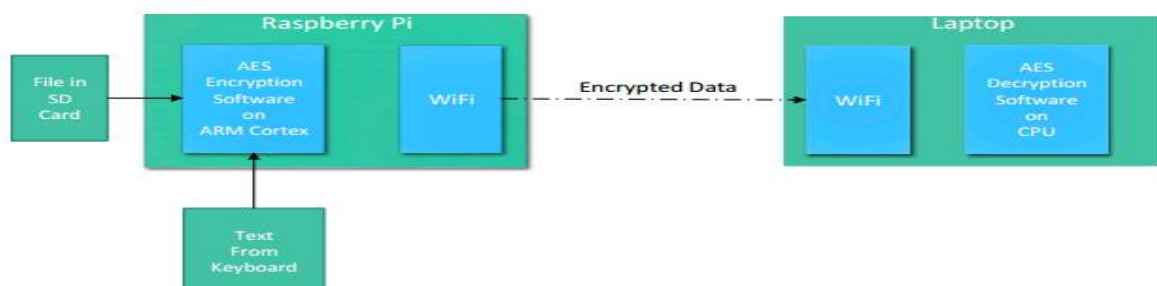 Raspberry Pi
Laptop
File in
SD
Card
AES
Encryption
Software
on
ARM Cortex
WiFi
Encrypted Data
WiFi
AES
Decryption
Software
on
CPU
Text
From
Keyboard